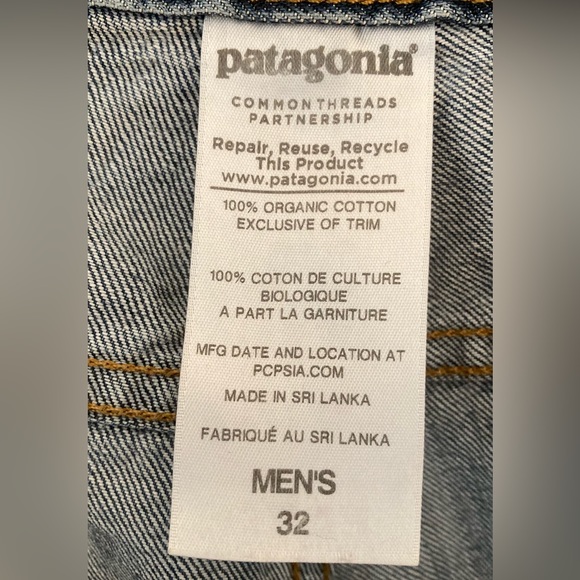 patagonia®
COMMON THREADS
PARTNERSHIP
Repair, Reuse, Recycle
This Product
www.patagonia.com
100% ORGANIC COTTON
EXCLUSIVE OF TRIM
100% COTON DE CULTURE
BIOLOGIQUE
A PART LA GARNITURE
MFG DATE AND LOCATION AT
PCPSIA.COM
MADE IN SRI LANKA
FABRIQUÉ AU SRI LANKA
MEN'S
32